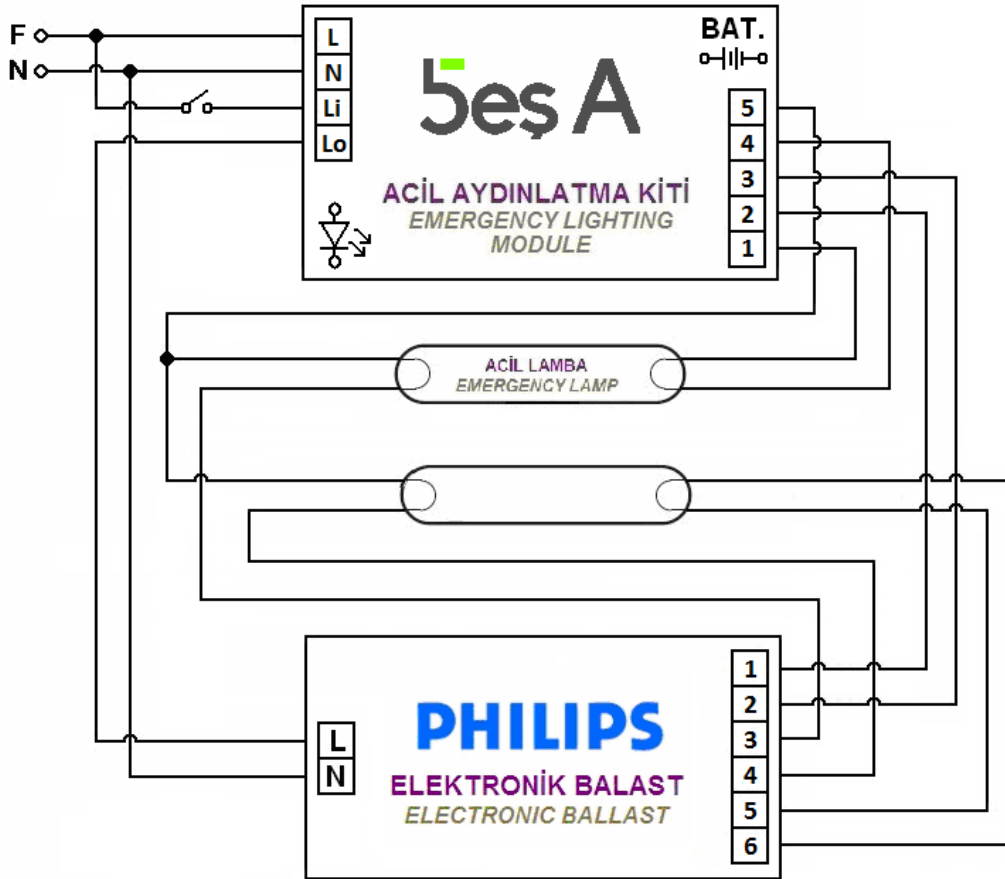 F
N
L
N
Li
Lo
beş A
BAT.
ACİL AYDINLATMA KİTİ
EMERGENCY LIGHTING
MODULE
5
4
3
2
1
ACİL LAMBA
EMERGENCY LAMP
L
N
PHILIPS
ELEKTRONİK BALAST
ELECTRONIC BALLAST
1
2
3
4
5
6